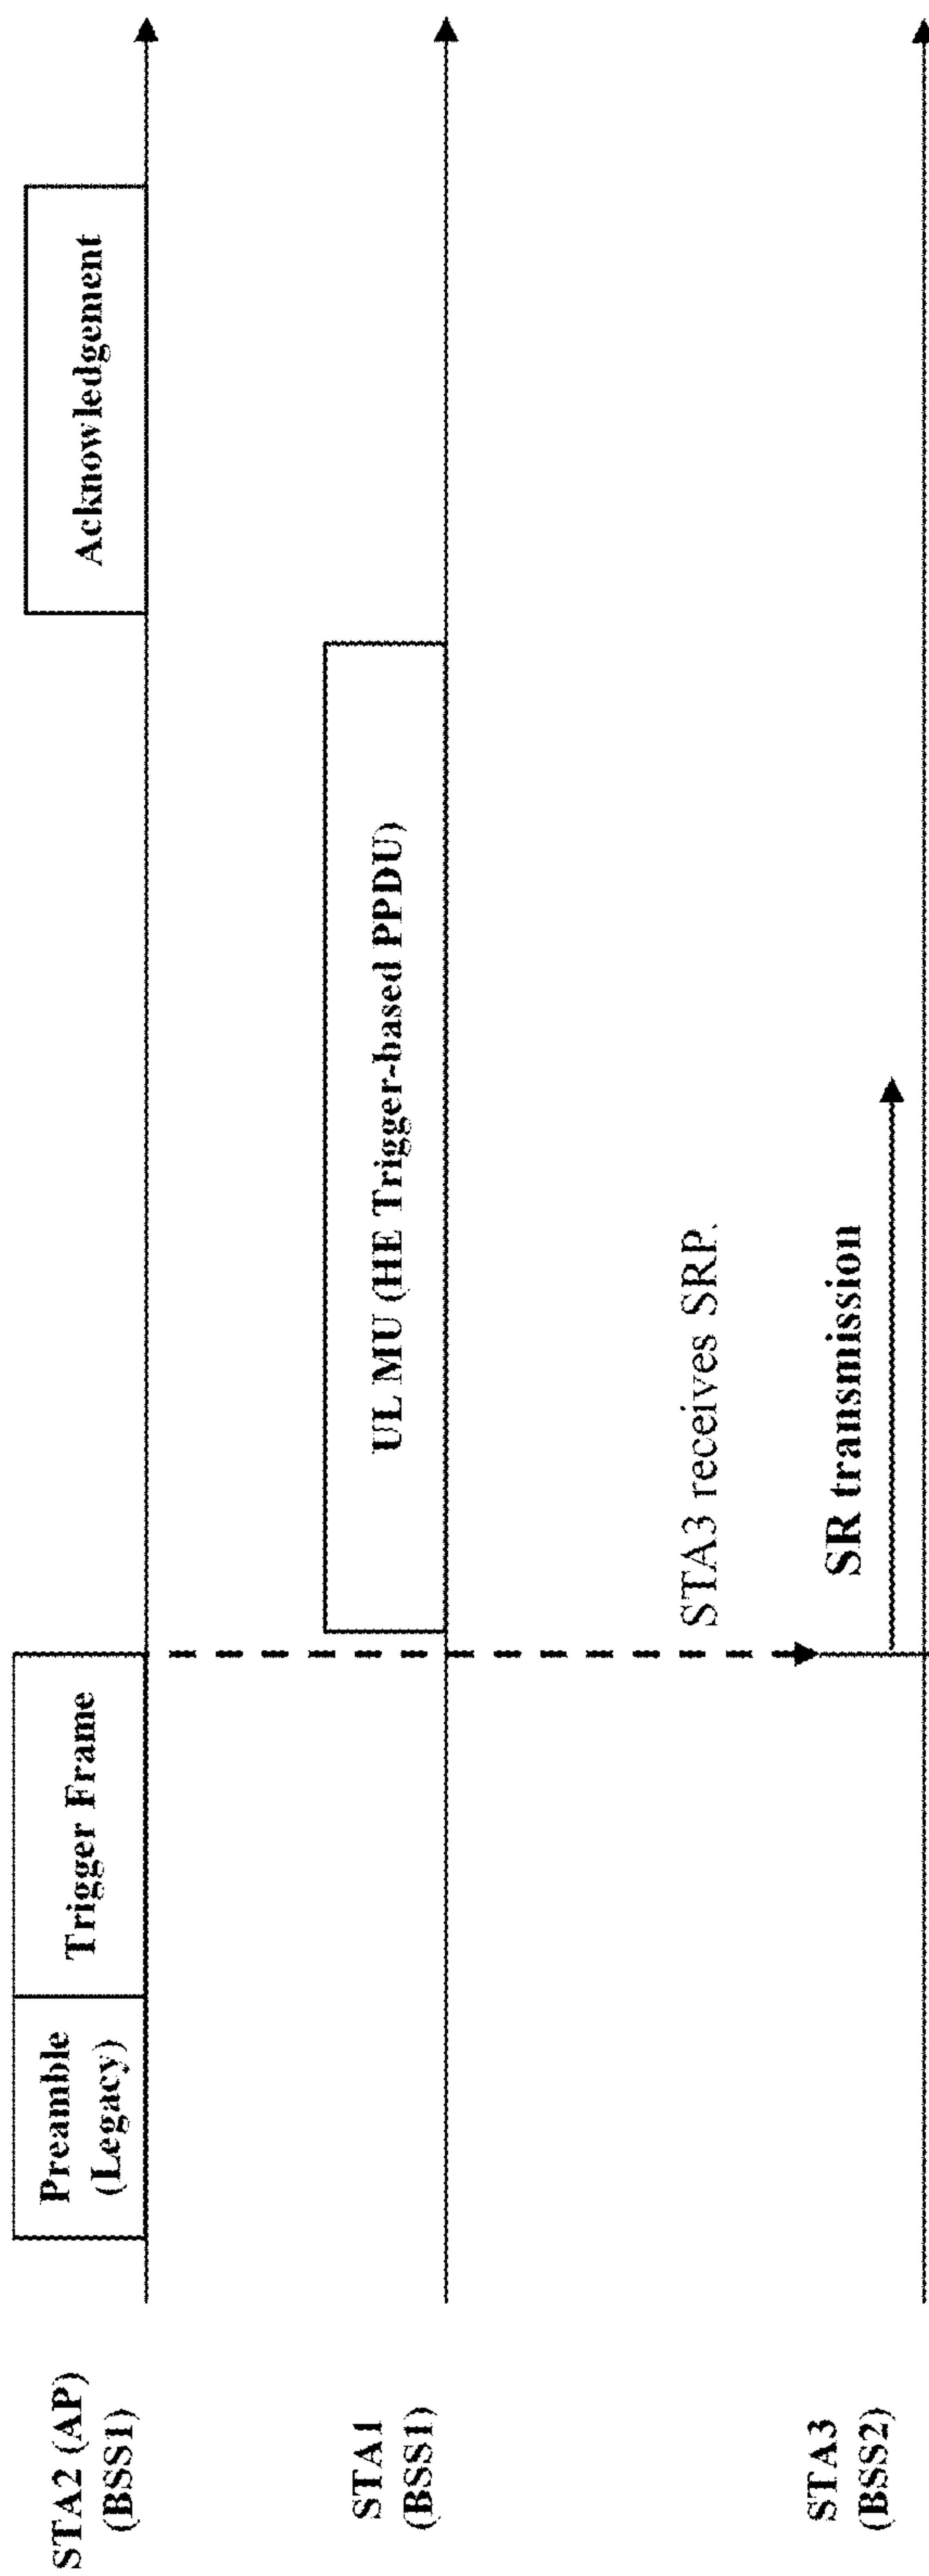 STA2 (AP)
(BSS1)
Preamble
(Legacy)
Trigger Frame
Acknowledgement
STA1
(BSS1)
UL MU (HE Trigger-based PPDU)
STA3 receives SRP.
STA3
(BSS2)
SR transmission